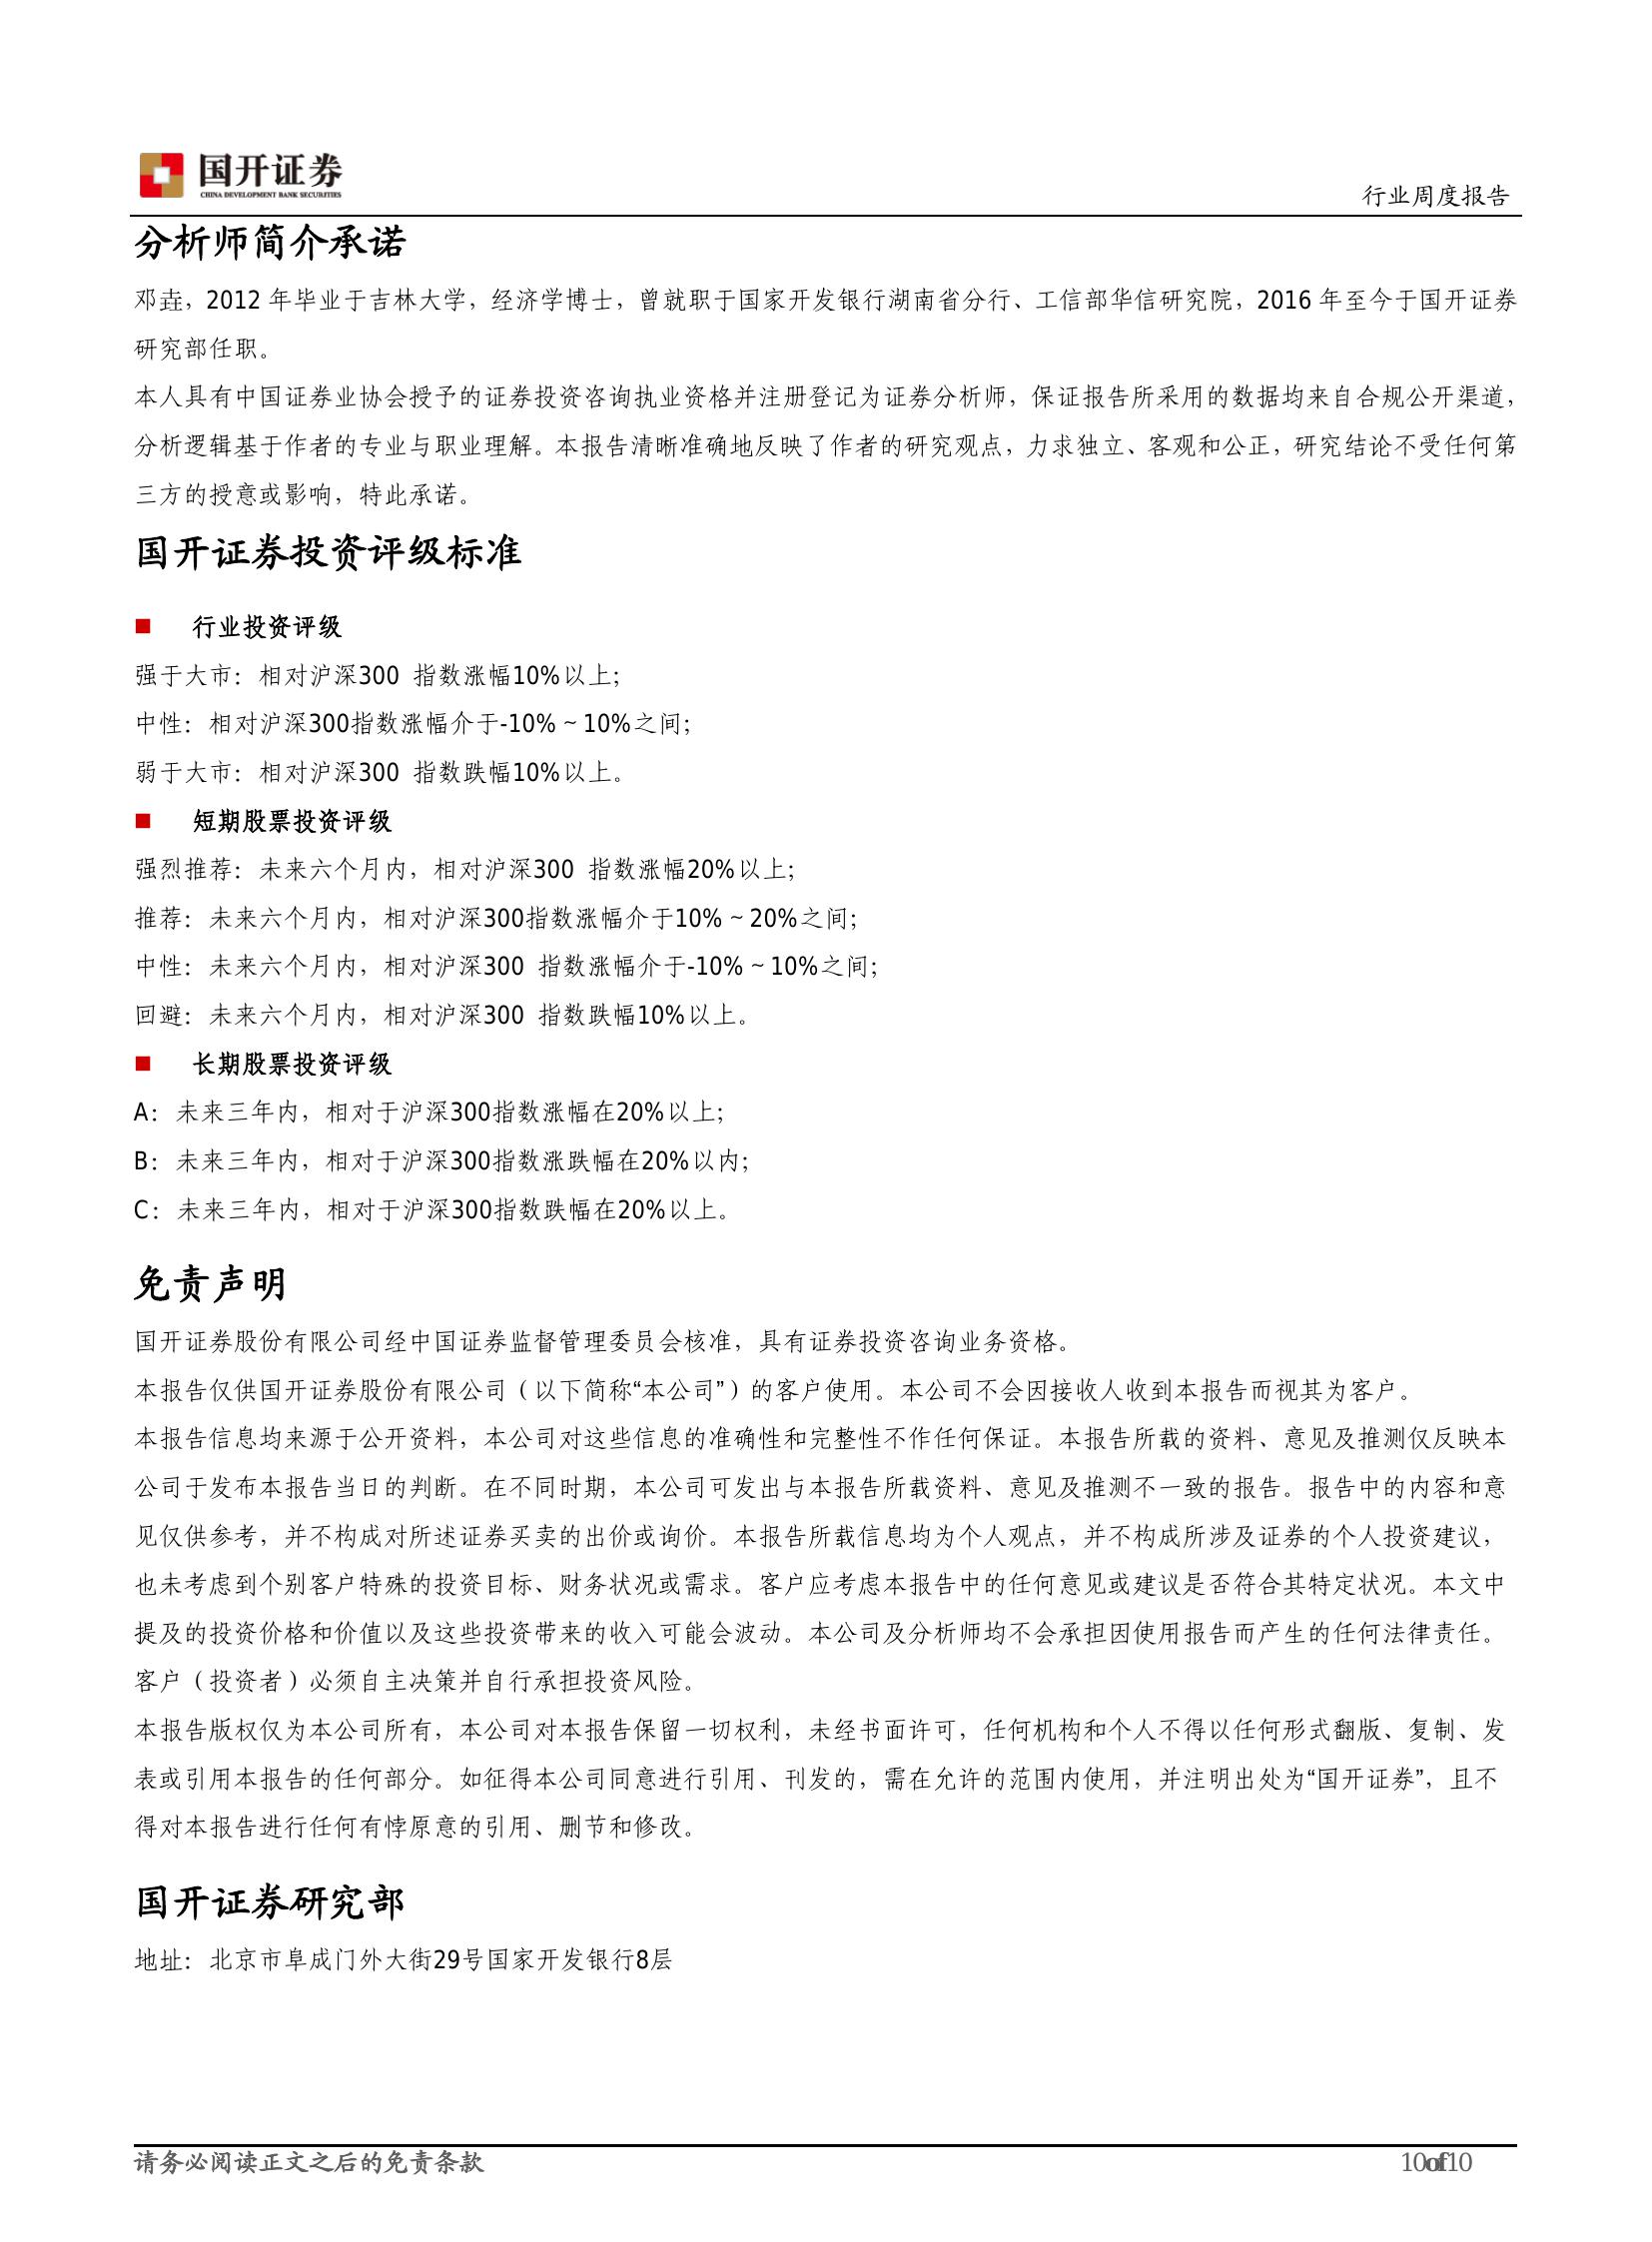 国开证券
CHINA DEVELOPMENT BANK SECURITIES
行业周度报告
分析师简介承诺
邓垚，2012 年毕业于吉林大学，经济学博士，曾就职于国家开发银行湖南省分行、工信部华信研究院，2016 年至今于国开证券
研究部任职。
本人具有中国证券业协会授予的证券投资咨询执业资格并注册登记为证券分析师，保证报告所采用的数据均来自合规公开渠道，
分析逻辑基于作者的专业与职业理解。本报告清晰准确地反映了作者的研究观点，力求独立、客观和公正，研究结论不受任何第
三方的授意或影响，特此承诺。
国开证券投资评级标准
■ 行业投资评级
强于大市：相对沪深300 指数涨幅10%以上；
中性：相对沪深300指数涨幅介于-10%～10%之间；
弱于大市：相对沪深300 指数跌幅10%以上。
■ 短期股票投资评级
强烈推荐：未来六个月内，相对沪深300 指数涨幅20%以上；
推荐：未来六个月内，相对沪深300指数涨幅介于10%～20%之间；
中性：未来六个月内，相对沪深300 指数涨幅介于-10%～10%之间；
回避：未来六个月内，相对沪深300 指数跌幅10%以上。
■ 长期股票投资评级
A：未来三年内，相对于沪深300指数涨幅在20%以上；
B：未来三年内，相对于沪深300指数涨跌幅在20%以内；
C：未来三年内，相对于沪深300指数跌幅在20%以上。
免责声明
国开证券股份有限公司经中国证券监督管理委员会核准，具有证券投资咨询业务资格。
本报告仅供国开证券股份有限公司（以下简称“本公司”）的客户使用。本公司不会因接收人收到本报告而视其为客户。
本报告信息均来源于公开资料，本公司对这些信息的准确性和完整性不作任何保证。本报告所载的资料、意见及推测仅反映本
公司于发布本报告当日的判断。在不同时期，本公司可发出与本报告所载资料、意见及推测不一致的报告。报告中的内容和意
见仅供参考，并不构成对所述证券买卖的出价或询价。本报告所载信息均为个人观点，并不构成所涉及证券的个人投资建议，
也未考虑到个别客户特殊的投资目标、财务状况或需求。客户应考虑本报告中的任何意见或建议是否符合其特定状况。本文中
提及的投资价格和价值以及这些投资带来的收入可能会波动。本公司及分析师均不会承担因使用报告而产生的任何法律责任。
客户（投资者）必须自主决策并自行承担投资风险。
本报告版权仅为本公司所有，本公司对本报告保留一切权利，未经书面许可，任何机构和个人不得以任何形式翻版、复制、发
表或引用本报告的任何部分。如征得本公司同意进行引用、刊发的，需在允许的范围内使用，并注明出处为“国开证券”，且不
得对本报告进行任何有悖原意的引用、删节和修改。
国开证券研究部
地址：北京市阜成门外大街29号国家开发银行8层
请务必阅读正文之后的免责条款
10of10